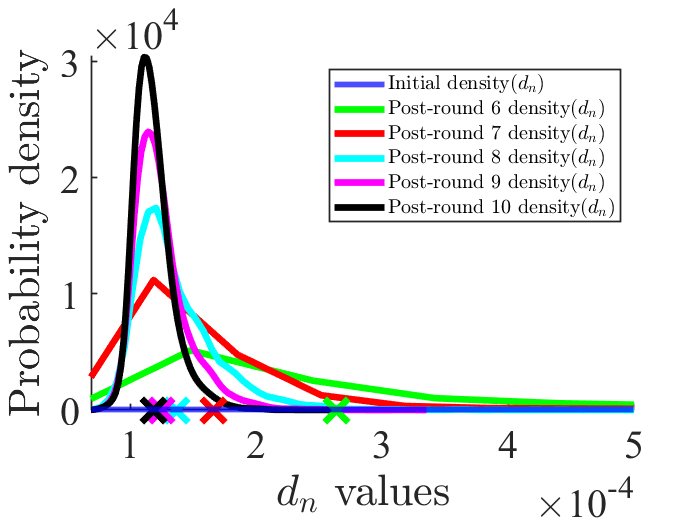 ×10⁴
Probability density
3
2
1
0
Initial density(dₙ)
Post-round 6 density(dₙ)
Post-round 7 density(dₙ)
Post-round 8 density(dₙ)
Post-round 9 density(dₙ)
Post-round 10 density(dₙ)
1 2 3 4 5
dₙ values
×10⁻⁴